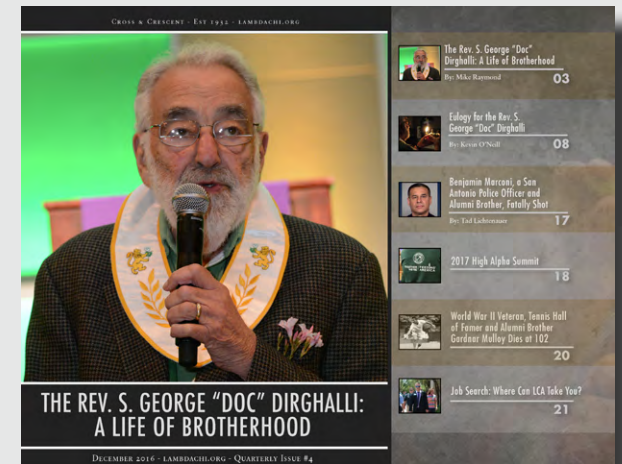 CROSS & CRESCENT - EST 1932 - LAMBDACHI.ORG
THE REV. S. GEORGE “DOC” DIRGHALLI:
A LIFE OF BROTHERHOOD
DECEMBER 2016 - LAMBDACHI.ORG - QUARTERLY ISSUE #4
The Rev. S. George “Doc”
Dirghalli: A Life of Brotherhood
By: Mike Raymond
03
Eulogy for the Rev. S.
George “Doc” Dirghalli
By: Kevin O'Neill
08
Benjamin Marconi, a San
Antonio Police Officer and
Alumni Brother, Fatally Shot
By: Tad Lichtenauer
17
2017 High Alpha Summit
18
World War II Veteran, Tennis Hall
of Famer and Alumni Brother
Gardnar Mulloy Dies at 102
20
Job Search: Where Can LCA Take You?
21